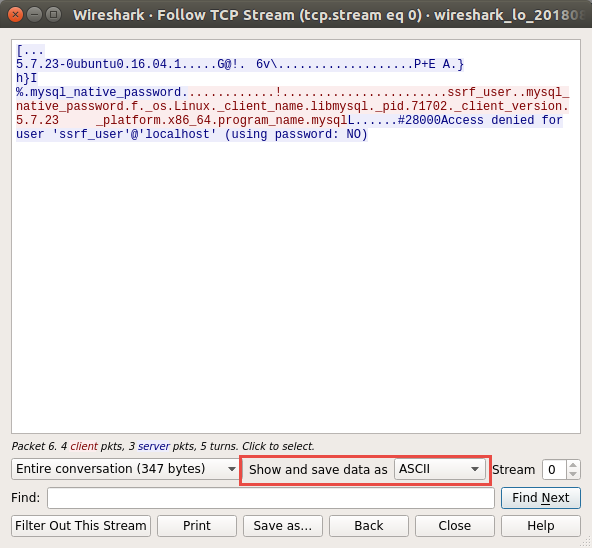 Wireshark · Follow TCP Stream (tcp.stream eq 0) · wireshark_lo_20180
[...
5.7.23-0ubuntu0.16.04.1.....G@!.  6v\...................P+E A.}
h}I
%.mysql_native_password.............!.......................ssrf_user..mysql_
native_password.f._os.Linux._client_name.libmysql._pid.71702._client_version.
5.7.23     _platform.x86_64.program_name.mysqlL......#28000Access denied for
user 'ssrf_user'@'localhost' (using password: NO)
Packet 6. 4 client pkts, 3 server pkts, 5 turns. Click to select.
Entire conversation (347 bytes) Show and save data as ASCII Stream 0
Find: Find Next
Filter Out This Stream Print Save as... Back Close Help